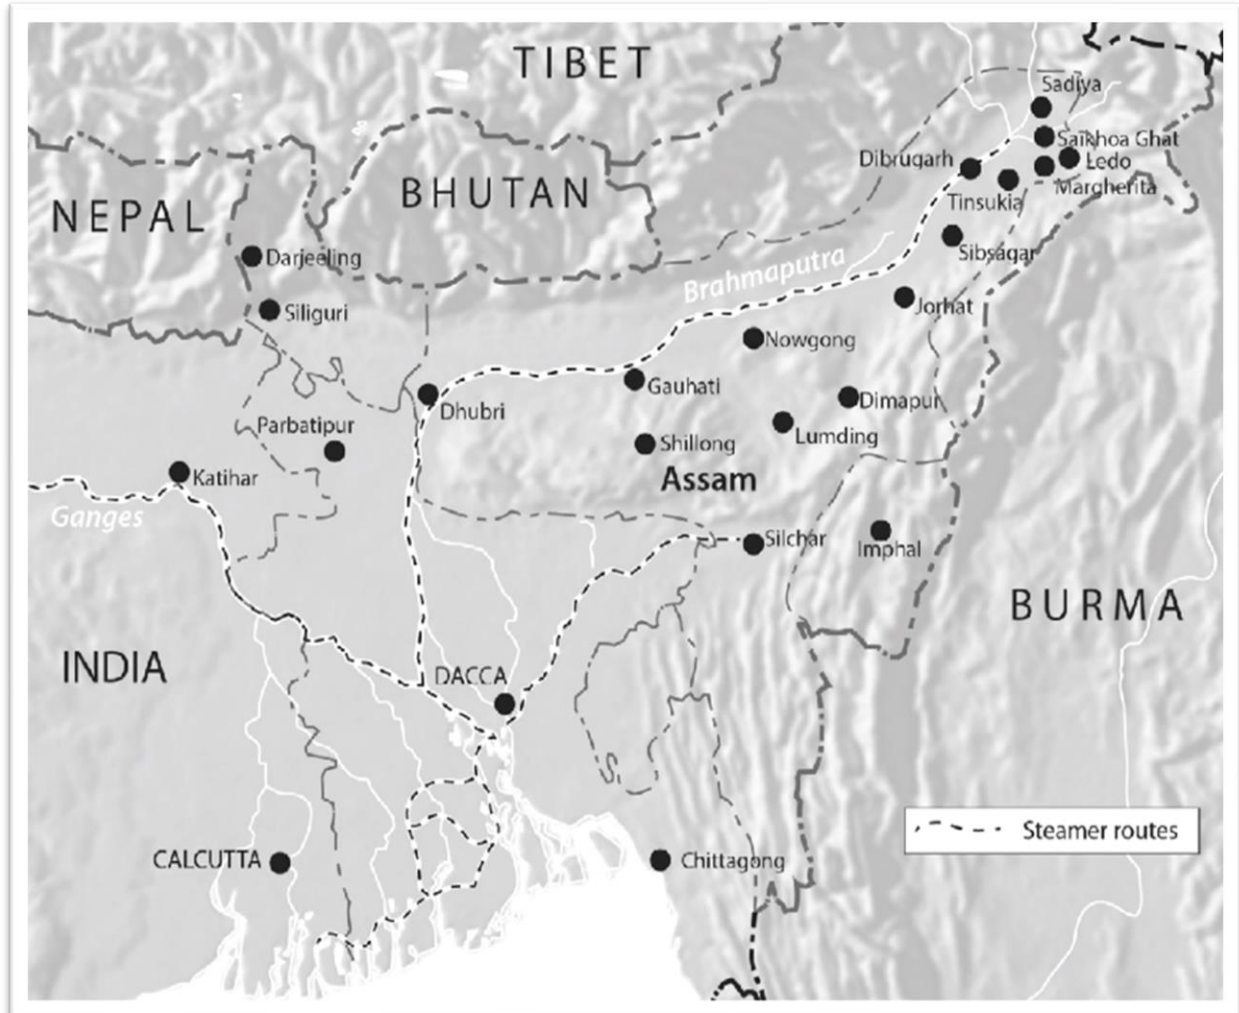 TIBET
Sadiya
Saikhoa Ghat
Dibrugarh
Ledo
Margherita
BHUTAN
NEPAL
Tinsukia
Sibsagar
Darjeeling
Brahmaputra
Siliguri
Jorhat
Nowgong
Gauhati
Dimapur
Dhubri
Parbatipur
Lumding
Shillong
Katihar
Assam
Ganges
Silchar
Imphal
BURMA
INDIA
DACCA
Steamer routes
CALCUTTA
Chittagong